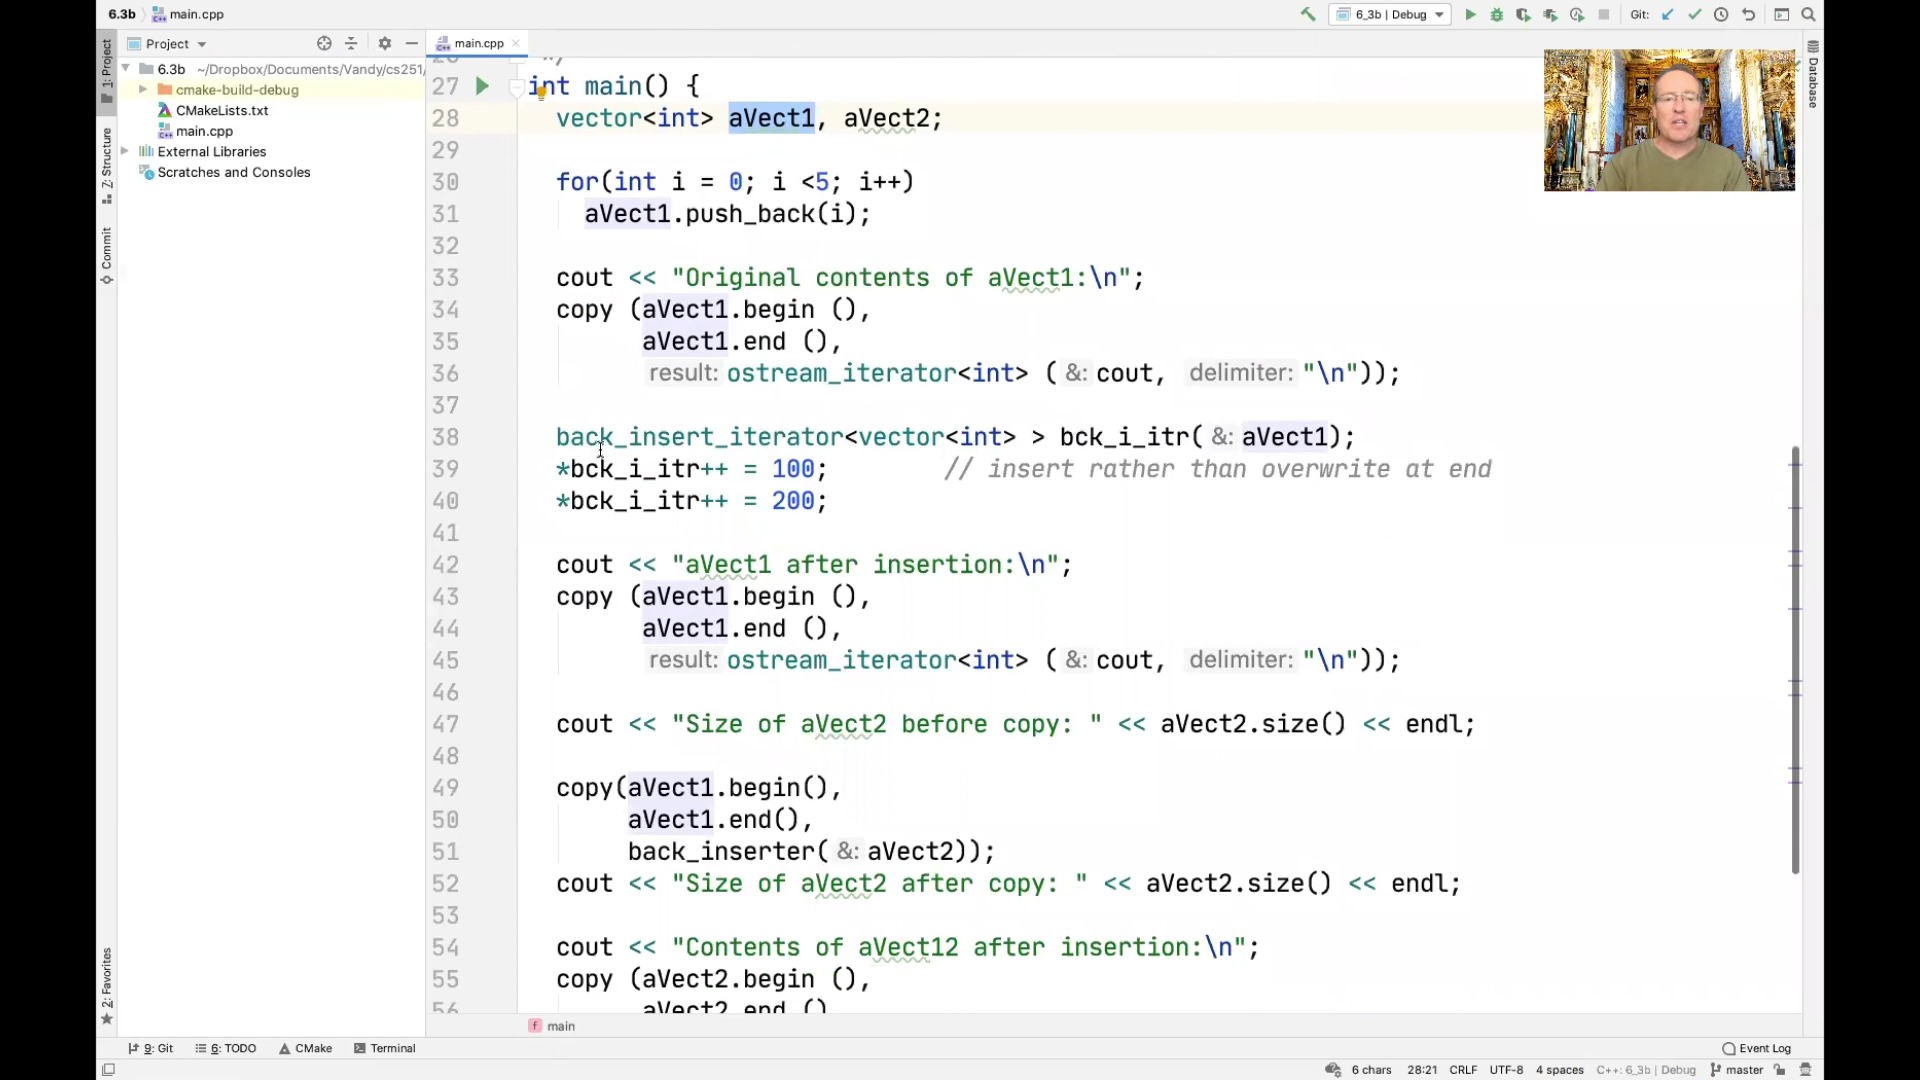 6.3b main.cpp
6_3b | Debug
Git:
Project
main.cpp
1: Project
Z: Structure
Commit
2: Favorites
Database
6.3b ~/Dropbox/Documents/Vandy/cs251/
cmake-build-debug
CMakeLists.txt
main.cpp
External Libraries
Scratches and Consoles
27 int main() {
28 vector<int> aVect1, aVect2;
29
30 for(int i = 0; i <5; i++)
31 aVect1.push_back(i);
32
33 cout << "Original contents of aVect1:\n";
34 copy (aVect1.begin (),
35 aVect1.end (),
36 result: ostream_iterator<int> ( &: cout, delimiter: "\n"));
37
38 back_insert_iterator<vector<int> > bck_i_itr( &: aVect1);
39 *bck_i_itr++ = 100; // insert rather than overwrite at end
40 *bck_i_itr++ = 200;
41
42 cout << "aVect1 after insertion:\n";
43 copy (aVect1.begin (),
44 aVect1.end (),
45 result: ostream_iterator<int> ( &: cout, delimiter: "\n"));
46
47 cout << "Size of aVect2 before copy: " << aVect2.size() << endl;
48
49 copy(aVect1.begin(),
50 aVect1.end(),
51 back_inserter( &: aVect2));
52 cout << "Size of aVect2 after copy: " << aVect2.size() << endl;
53
54 cout << "Contents of aVect12 after insertion:\n";
55 copy (aVect2.begin (),
56 aVect2.end ()
f main
9: Git 6: TODO CMake Terminal Event Log
6 chars 28:21 CRLF UTF-8 4 spaces C++: 6_3b | Debug master